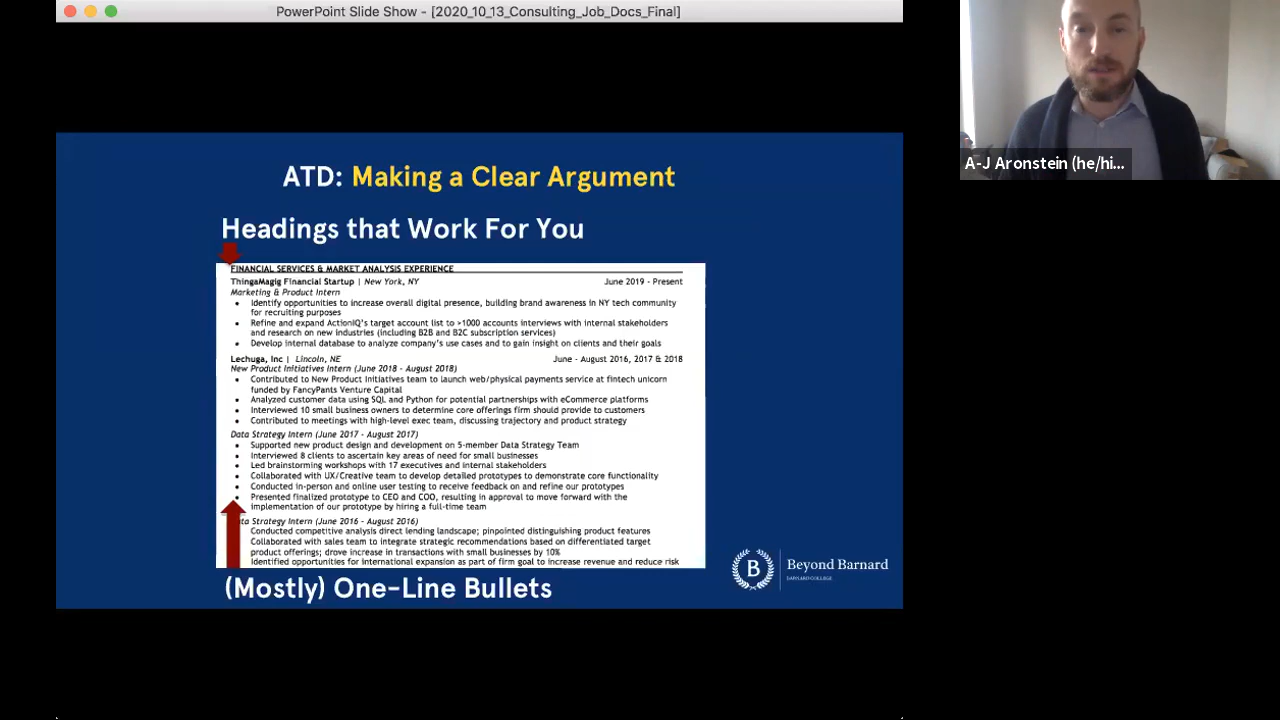 PowerPoint Slide Show - [2020_10_13_Consulting_Job_Docs_Final]
A-J Aronstein (he/hi...
ATD: Making a Clear Argument
Headings that Work For You
FINANCIAL SERVICES & MARKET ANALYSIS EXPERIENCE
ThingaMagig Financial Startup | New York, NY June 2019 - Present
Marketing & Product Intern
• Identify opportunities to increase overall digital presence, building brand awareness in NY tech community
for recruiting purposes
• Refine and expand ActionIQ's target account list to >1000 accounts interviews with internal stakeholders
and research on new industries (including B2B and B2C subscription services)
• Develop internal database to analyze company's use cases and to gain insight on clients and their goals
Lechuga, Inc | Lincoln, NE June - August 2016, 2017 & 2018
New Product Initiatives Intern (June 2018 - August 2018)
• Contributed to New Product Initiatives team to launch web/physical payments service at fintech unicorn
funded by FancyPants Venture Capital
• Analyzed customer data using SQL and Python for potential partnerships with eCommerce platforms
• Interviewed 10 small business owners to determine core offerings firm should provide to customers
• Contributed to meetings with high-level exec team, discussing trajectory and product strategy
Data Strategy Intern (June 2017 - August 2017)
• Supported new product design and development on 5-member Data Strategy Team
• Interviewed 8 clients to ascertain key areas of need for small businesses
• Led brainstorming workshops with 17 executives and internal stakeholders
• Collaborated with UX/Creative team to develop detailed prototypes to demonstrate core functionality
• Conducted in-person and online user testing to receive feedback on and refine our prototypes
• Presented finalized prototype to CEO and COO, resulting in approval to move forward with the
implementation of our prototype by hiring a full-time team
ta Strategy Intern (June 2016 - August 2016)
Conducted competitive analysis direct lending landscape; pinpointed distinguishing product features
Collaborated with sales team to integrate strategic recommendations based on differentiated target
product offerings; drove increase in transactions with small businesses by 10%
Identified opportunities for international expansion as part of firm goal to increase revenue and reduce risk
(Mostly) One-Line Bullets
B
Beyond Barnard
BARNARD COLLEGE